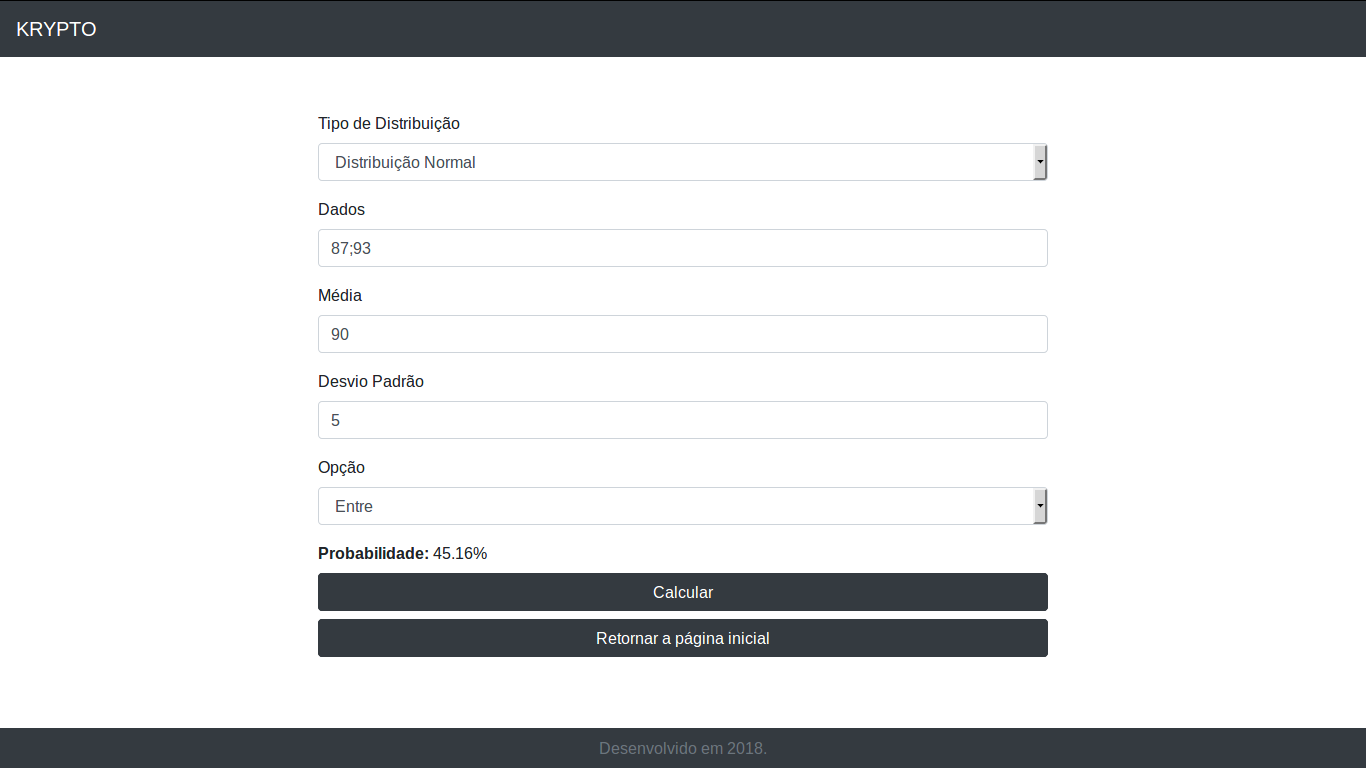 KRYPTO
Tipo de Distribuição
Distribuição Normal
Dados
87;93
Média
90
Desvio Padrão
5
Opção
Entre
Probabilidade: 45.16%
Calcular
Retornar a página inicial
Desenvolvido em 2018.